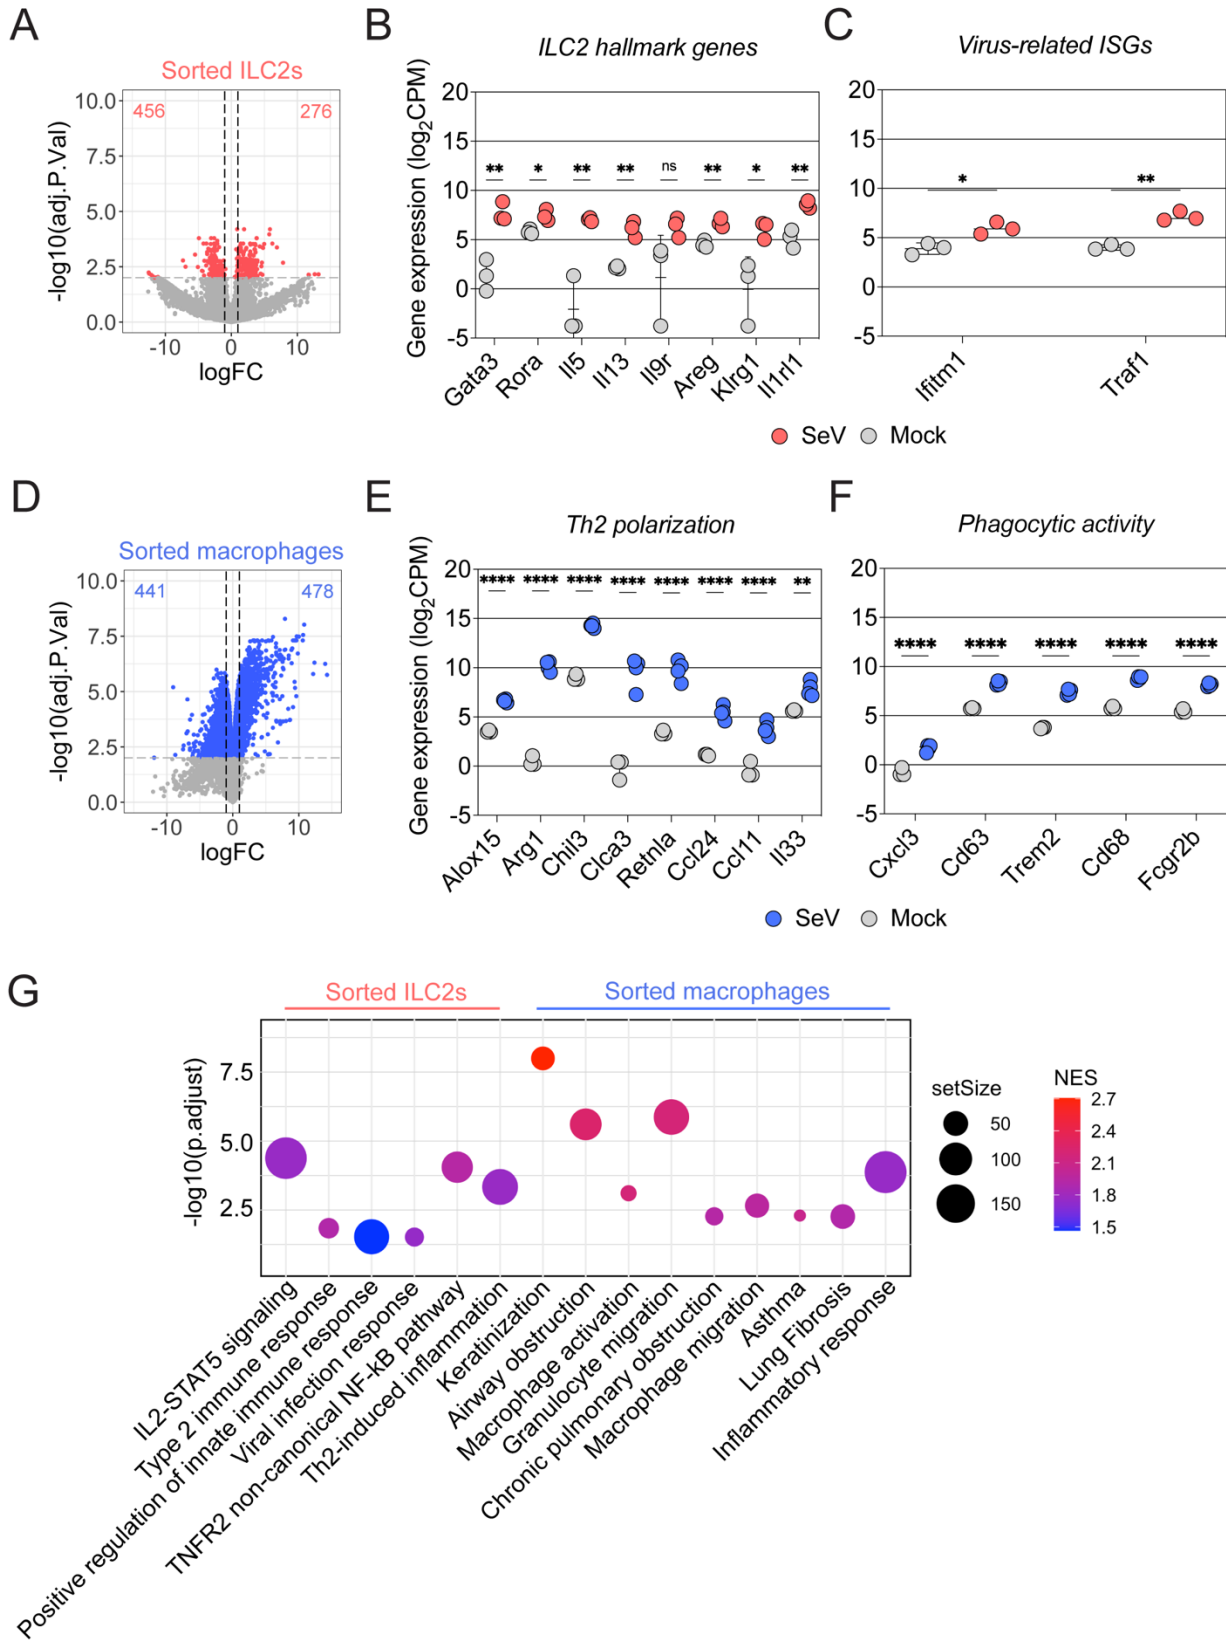 A
B
C
ILC2 hallmark genes
Virus-related ISGs
Sorted ILC2s
456
276
-log10(adj.P.Val)
10.0
7.5
5.0
2.5
0.0
-10
0
10
logFC
Gene expression (log2CPM)
20
15
10
5
0
-5
** * ** ** ns ** * **
Gata3
Rora
Il5
Il13
Il9r
Areg
Klrg1
Il1rl1
20
15
10
5
0
-5
* **
Ifitm1
Traf1
SeV Mock
D
E
F
Th2 polarization
Phagocytic activity
Sorted macrophages
441
478
-log10(adj.P.Val)
10.0
7.5
5.0
2.5
0.0
-10
0
10
logFC
Gene expression (log2CPM)
20
15
10
5
0
-5
**** **** **** **** **** **** **** **
Alox15
Arg1
Chil3
Clca3
Retnla
Ccl24
Ccl11
Il33
20
15
10
5
0
-5
**** **** **** **** ****
Cxcl3
Cd63
Trem2
Cd68
Fcgr2b
SeV Mock
G
Sorted ILC2s
Sorted macrophages
-log10(p.adjust)
7.5
5.0
2.5
IL2-STAT5 signaling
Type 2 immune response
Positive regulation of innate immune response
Viral infection response
TNFR2 non-canonical NF-kB pathway
Th2-induced inflammation
Keratinization
Airway obstruction
Macrophage activation
Granulocyte migration
Chronic pulmonary obstruction
Macrophage migration
Asthma
Lung Fibrosis
Inflammatory response
setSize
50
100
150
NES
2.7
2.4
2.1
1.8
1.5